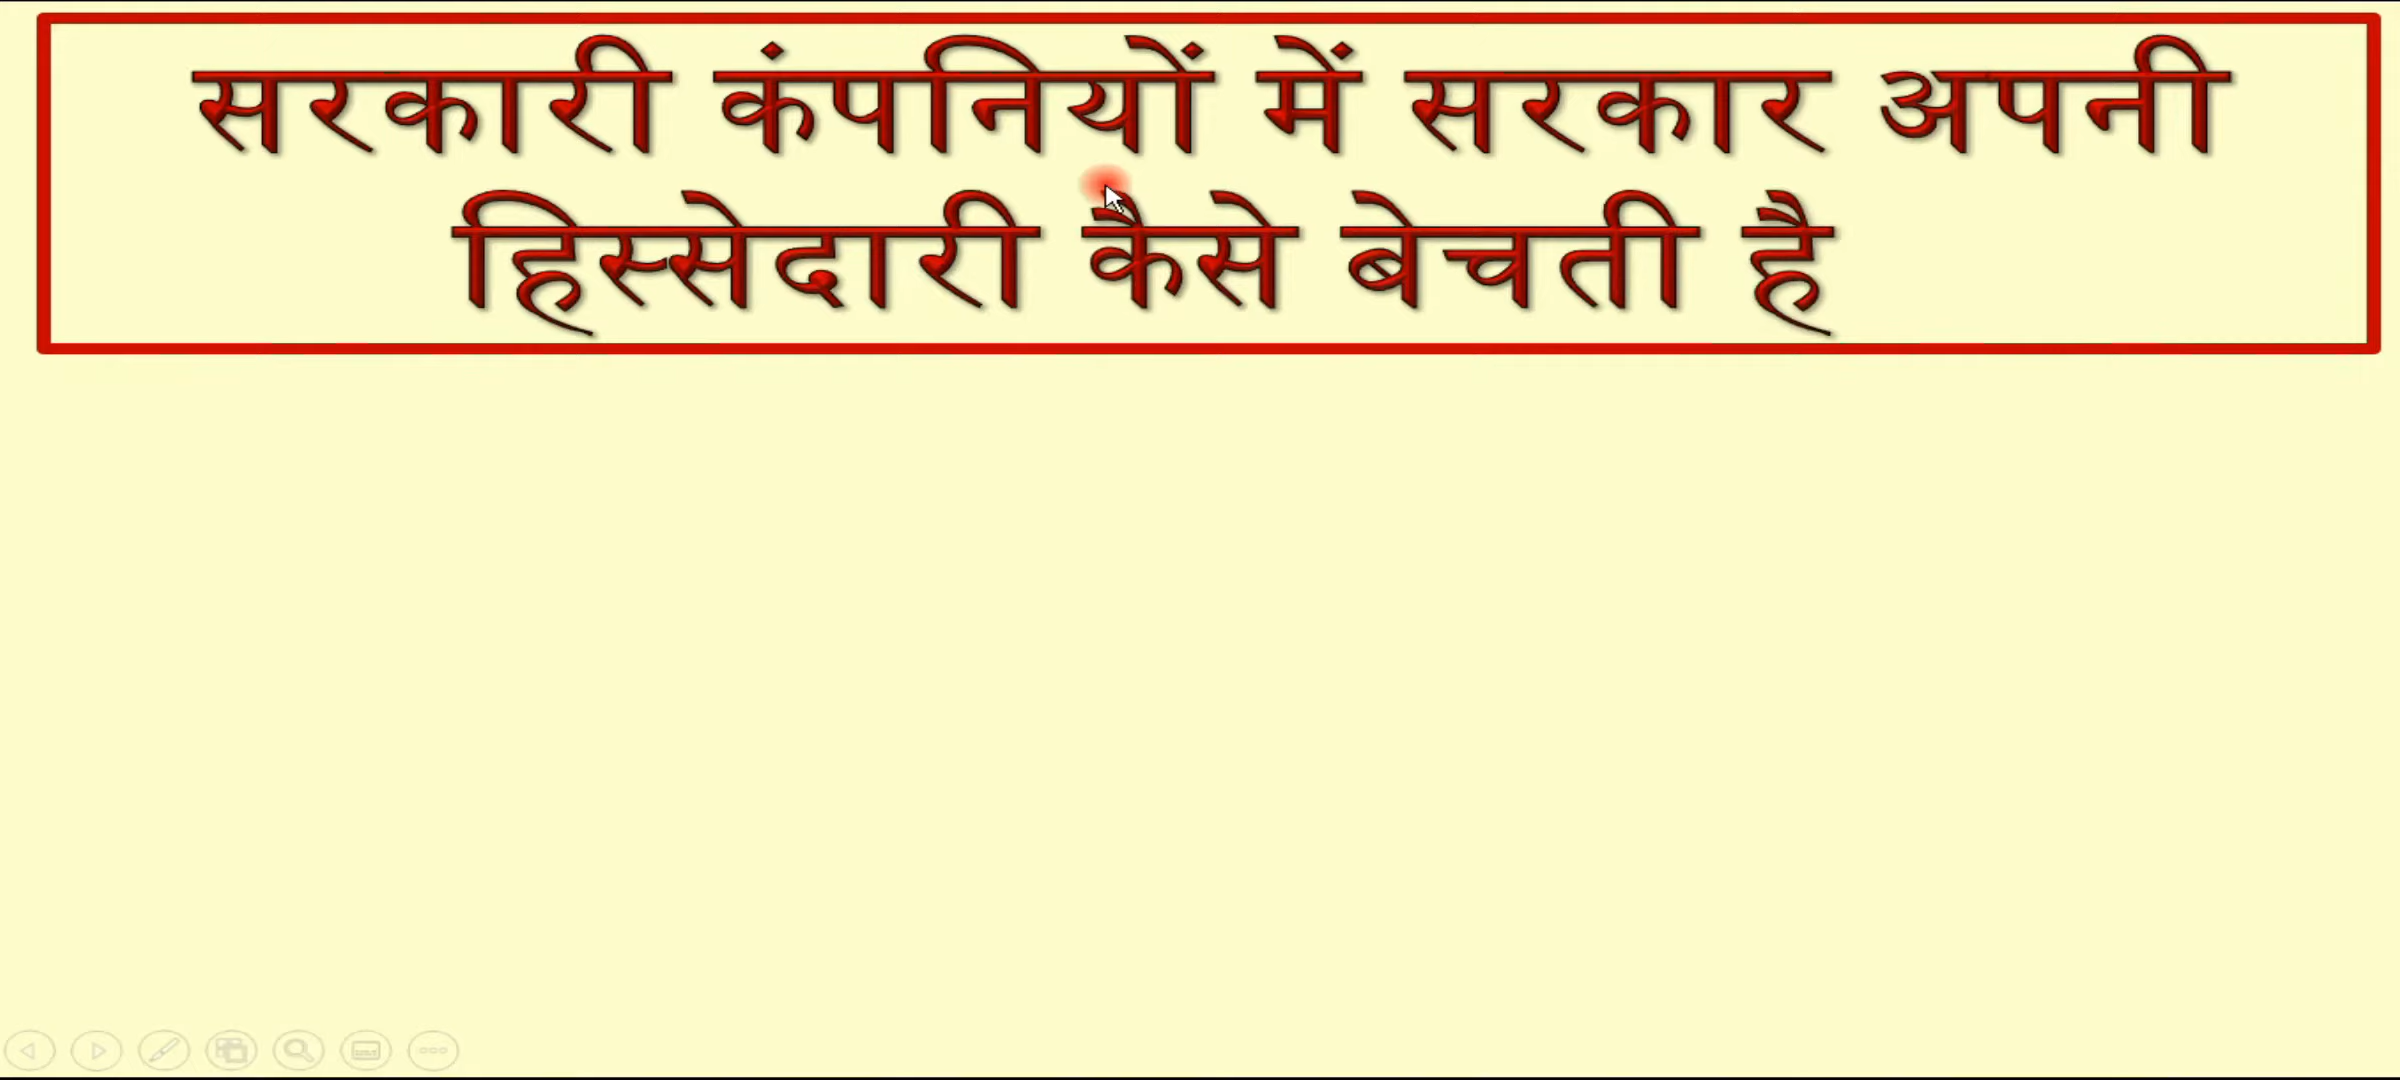 सरकारी कंपनियों में सरकार अपनी
हिस्सेदारी कैसे बेचती है